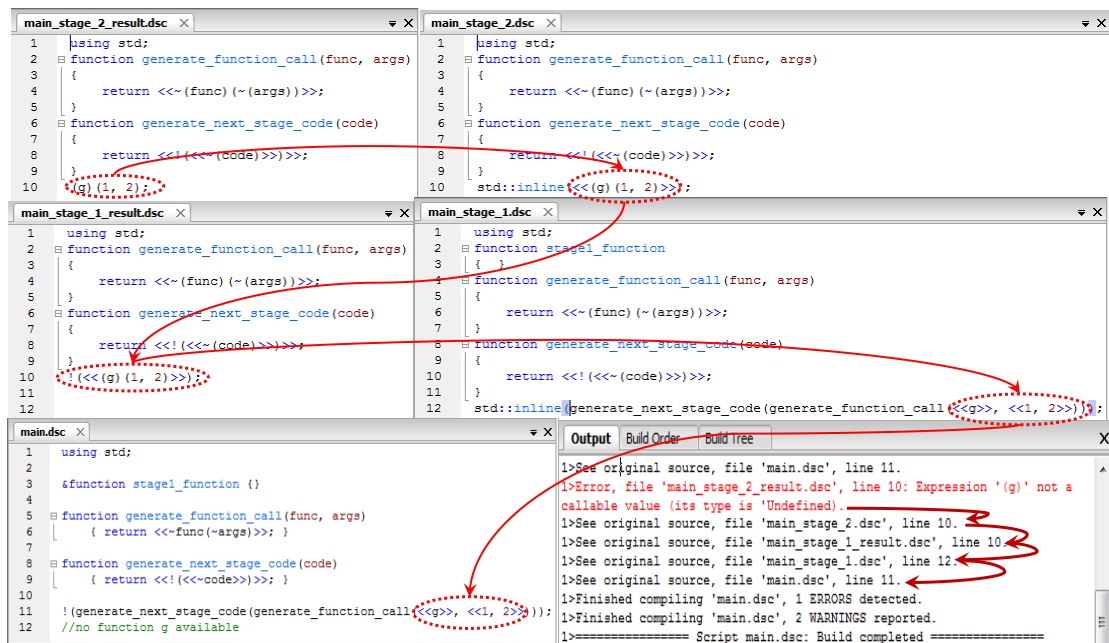 main_stage_2_result.dsc
1 using std;
2 function generate_function_call(func, args)
3 {
4 return <<~(func)(~(args))>>;
5 }
6 function generate_next_stage_code(code)
7 {
8 return <<!(<<~(code)>>)>>;
9 }
10 (g)(1, 2);
main_stage_2.dsc
1 using std;
2 function generate_function_call(func, args)
3 {
4 return <<~(func)(~(args))>>;
5 }
6 function generate_next_stage_code(code)
7 {
8 return <<!(<<~(code)>>)>>;
9 }
10 std::inline(<<(g)(1, 2)>>);
main_stage_1_result.dsc
1 using std;
2 function generate_function_call(func, args)
3 {
4 return <<~(func)(~(args))>>;
5 }
6 function generate_next_stage_code(code)
7 {
8 return <<!(<<~(code)>>)>>;
9 }
10 !(<<(g)(1, 2)>>);
11
12
main_stage_1.dsc
1 using std;
2 function stage1_function
3 { }
4 function generate_function_call(func, args)
5 {
6 return <<~(func)(~(args))>>;
7 }
8 function generate_next_stage_code(code)
9 {
10 return <<!(<<~(code)>>)>>;
11 }
12 std::inline(generate_next_stage_code(generate_function_call(<<g>>, <<1, 2>>)));
main.dsc
1 using std;
2
3 &function stage1_function {}
4
5 function generate_function_call(func, args)
6 { return <<~func(~args)>>; }
7
8 function generate_next_stage_code(code)
9 { return <<!(<<~code>>)>>; }
10
11 !(generate_next_stage_code(generate_function_call(<<g>>, <<1, 2>>)));
12 //no function g available
Output Build Order Build Tree
1>See original source, file 'main.dsc', line 11.
1>Error, file 'main_stage_2_result.dsc', line 10: Expression '(g)' not a
callable value (its type is 'Undefined).
1>See original source, file 'main_stage_2.dsc', line 10.
1>See original source, file 'main_stage_1_result.dsc', line 10.
1>See original source, file 'main_stage_1.dsc', line 12.
1>See original source, file 'main.dsc', line 11.
1>Finished compiling 'main.dsc', 1 ERRORS detected.
1>Finished compiling 'main.dsc', 2 WARNINGS reported.
1>================ Script main.dsc: Build completed ================